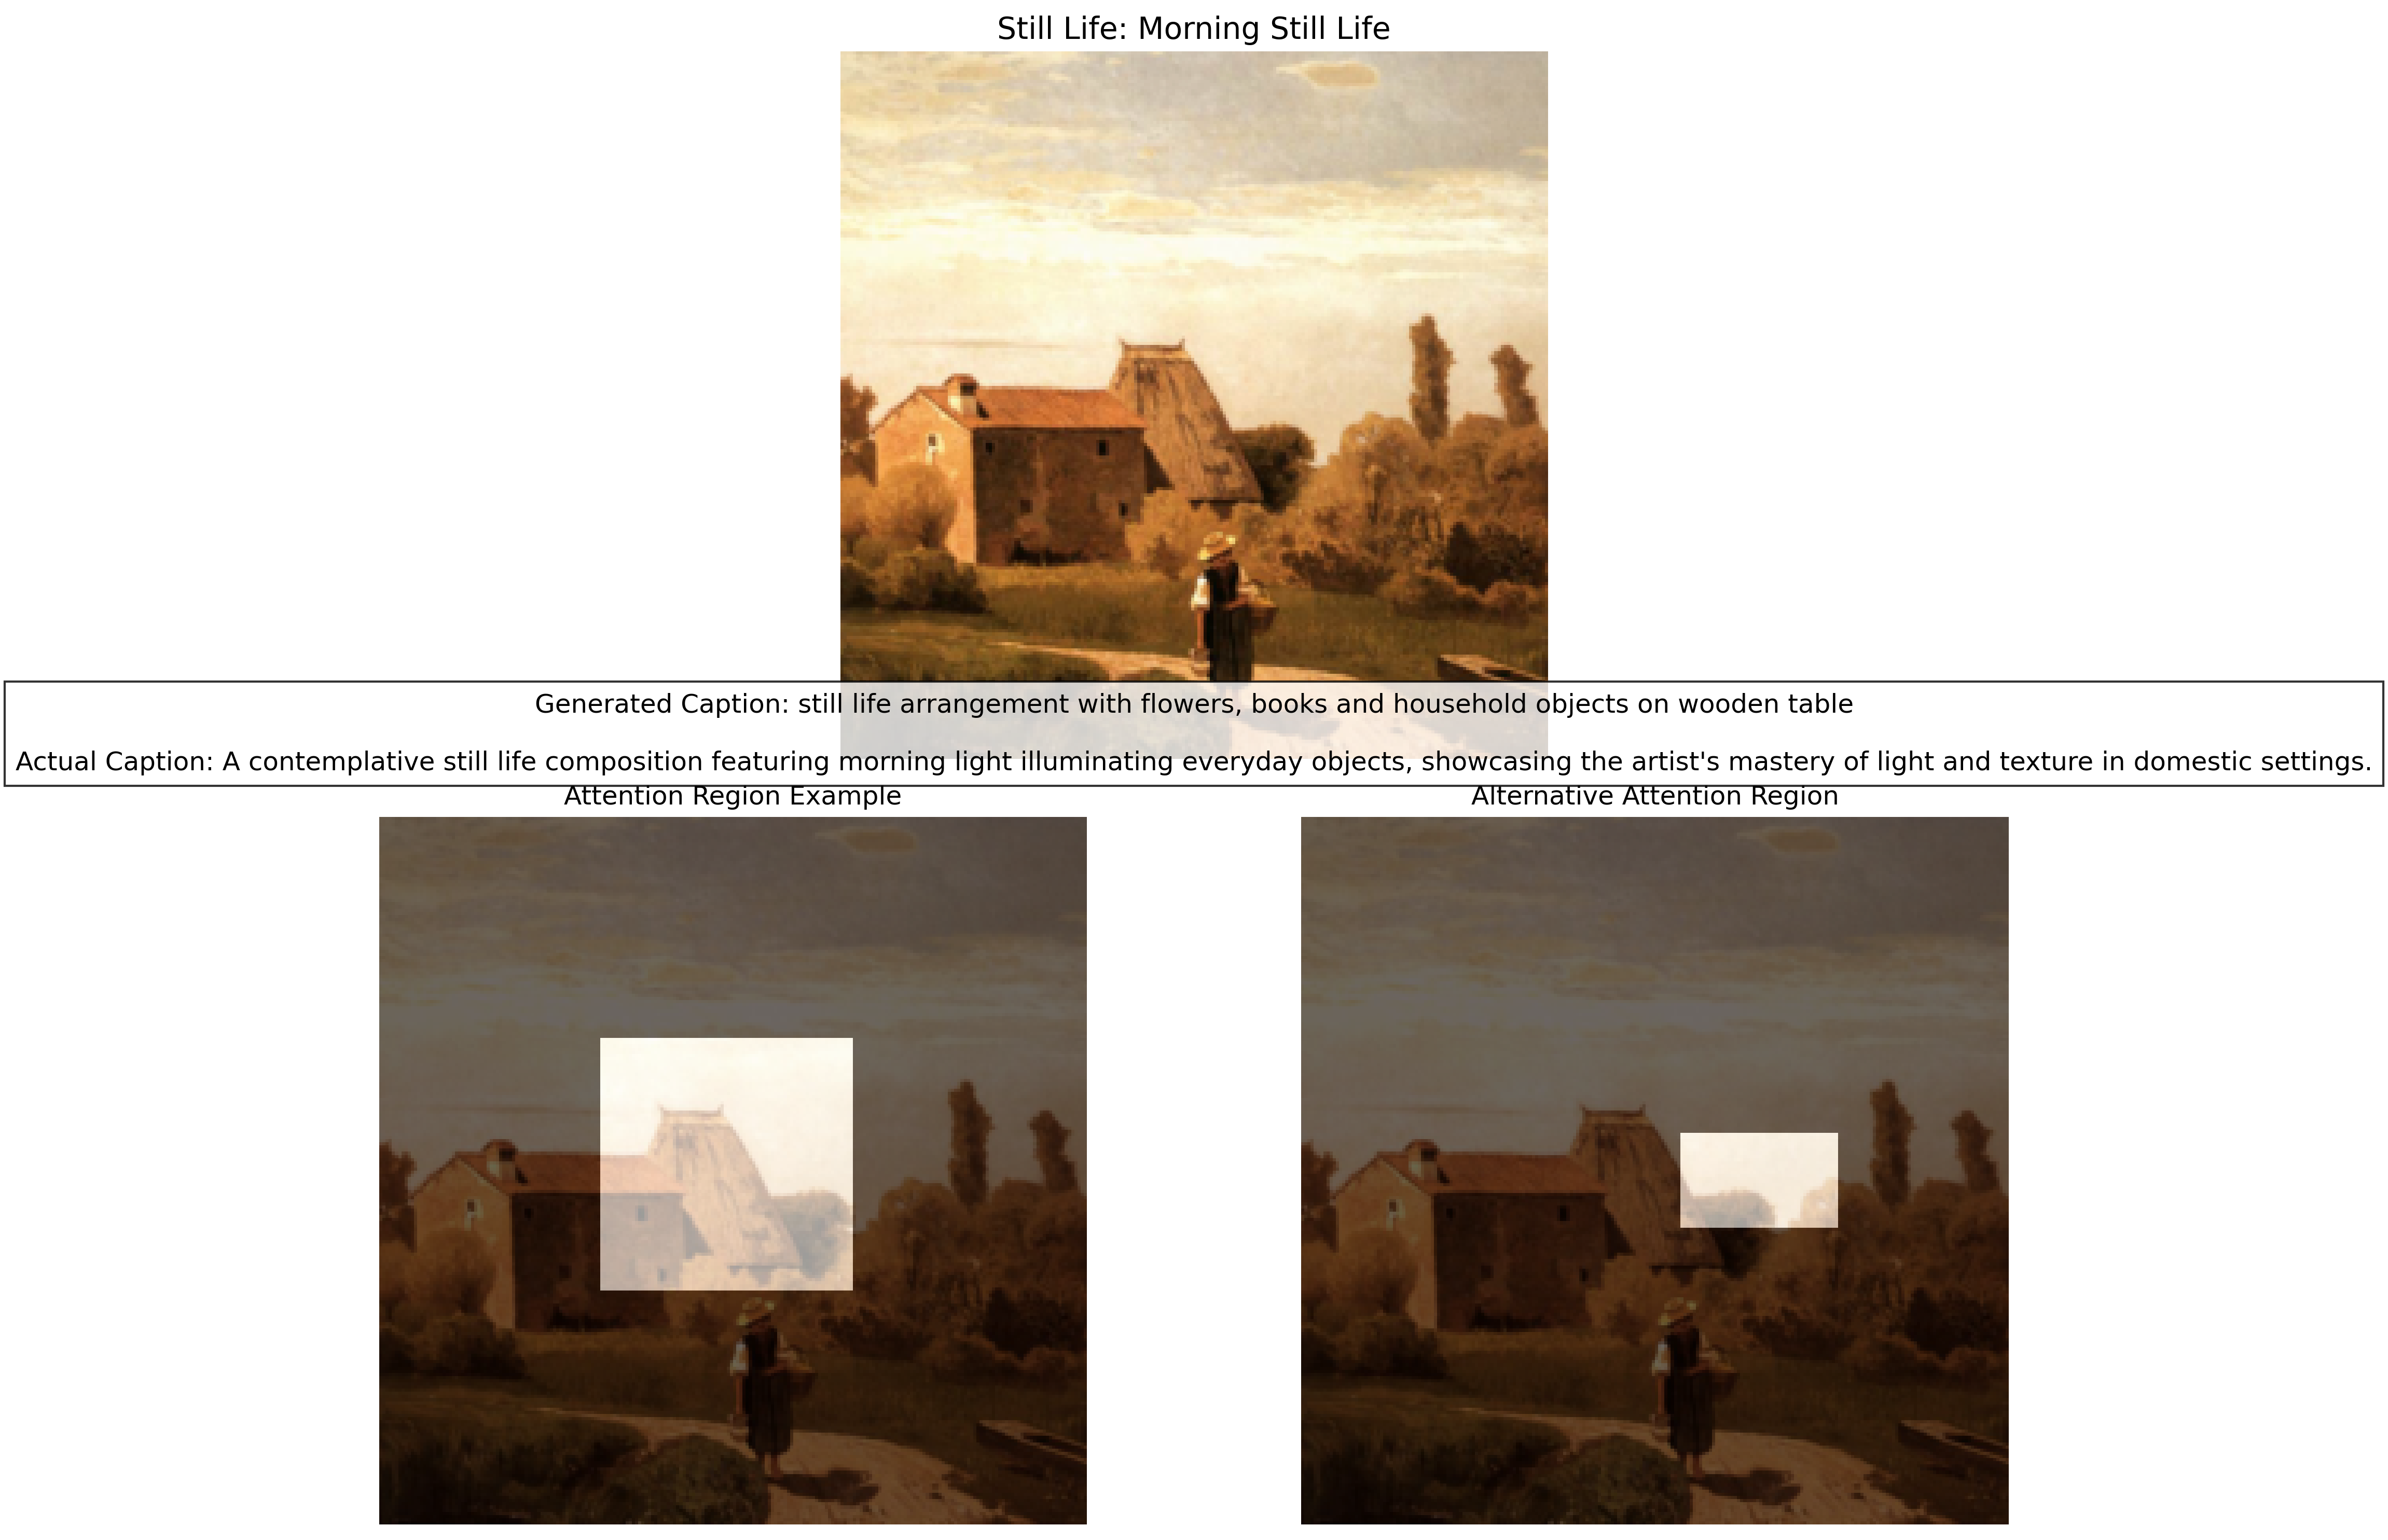 Still Life: Morning Still Life
Generated Caption: still life arrangement with flowers, books and household objects on wooden table
Actual Caption: A contemplative still life composition featuring morning light illuminating everyday objects, showcasing the artist's mastery of light and texture in domestic settings.
Attention Region Example
Alternative Attention Region